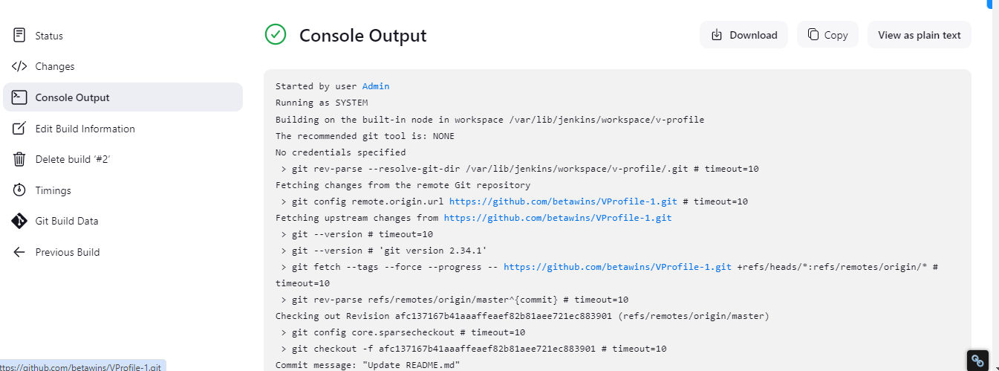 Status
Changes
Console Output
Edit Build Information
Delete build ‘#2’
Timings
Git Build Data
Previous Build
Console Output
Download
Copy
View as plain text
Started by user Admin
Running as SYSTEM
Building on the built-in node in workspace /var/lib/jenkins/workspace/v-profile
The recommended git tool is: NONE
No credentials specified
> git rev-parse --resolve-git-dir /var/lib/jenkins/workspace/v-profile/.git # timeout=10
Fetching changes from the remote Git repository
> git config remote.origin.url https://github.com/betawins/VProfile-1.git # timeout=10
Fetching upstream changes from https://github.com/betawins/VProfile-1.git
> git --version # timeout=10
> git --version # 'git version 2.34.1'
> git fetch --tags --force --progress -- https://github.com/betawins/VProfile-1.git +refs/heads/*:refs/remotes/origin/* #
timeout=10
> git rev-parse refs/remotes/origin/master^{commit} # timeout=10
Checking out Revision afc137167b41aaaffeaef82b81aee721ec883901 (refs/remotes/origin/master)
> git config core.sparsecheckout # timeout=10
> git checkout -f afc137167b41aaaffeaef82b81aee721ec883901 # timeout=10
Commit message: "Update README.md"
ttps://github.com/betawins/VProfile-1.git